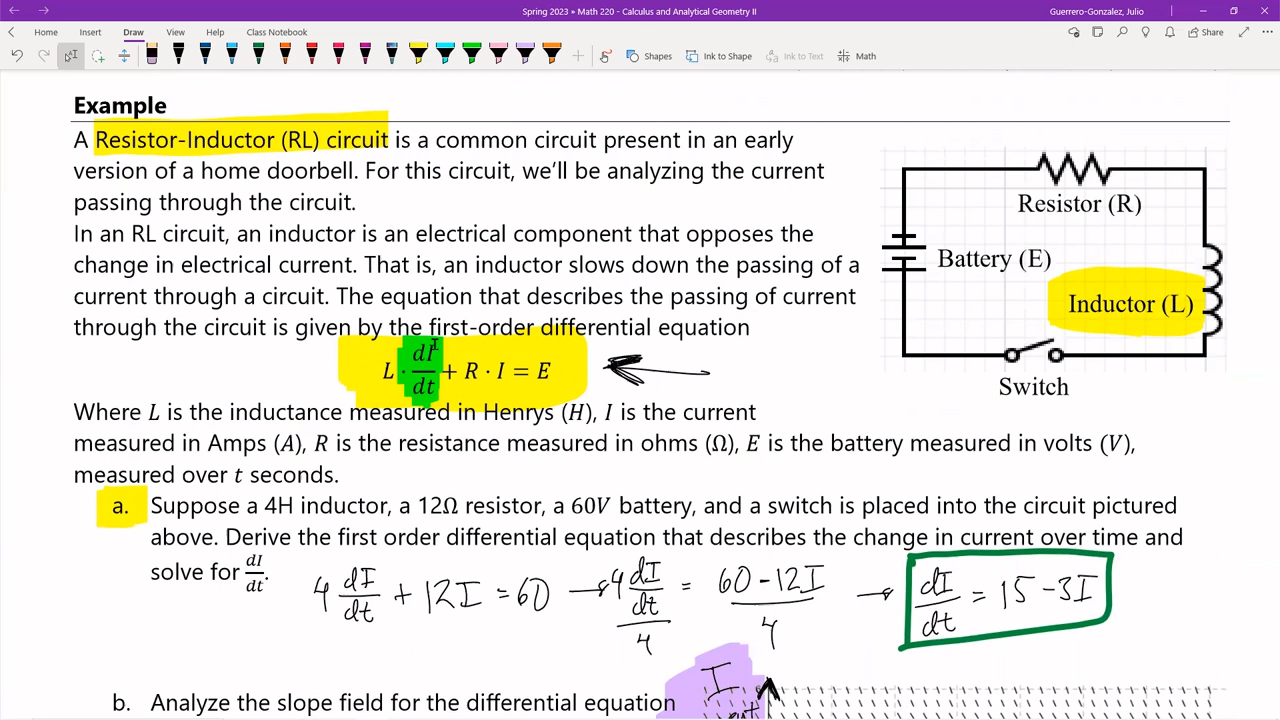 Spring 2023 » Math 220 - Calculus and Analytical Geometry II
Guerrero-Gonzalez, Julio
Home Insert Draw View Help Class Notebook
Share
Shapes Ink to Shape Ink to Text Math
Example
A Resistor-Inductor (RL) circuit is a common circuit present in an early
version of a home doorbell. For this circuit, we'll be analyzing the current
passing through the circuit.
In an RL circuit, an inductor is an electrical component that opposes the
change in electrical current. That is, an inductor slows down the passing of a
current through a circuit. The equation that describes the passing of current
through the circuit is given by the first-order differential equation
L · dI/dt + R · I = E
Resistor (R)
Battery (E)
Inductor (L)
Switch
Where L is the inductance measured in Henrys (H), I is the current
measured in Amps (A), R is the resistance measured in ohms (Ω), E is the battery measured in volts (V),
measured over t seconds.
a. Suppose a 4H inductor, a 12Ω resistor, a 60V battery, and a switch is placed into the circuit pictured
above. Derive the first order differential equation that describes the change in current over time and
solve for dI/dt.
4 dI/dt + 12I = 60 → 4 dI/dt / 4 = 60 - 12I / 4 → dI/dt = 15 - 3I
b. Analyze the slope field for the differential equation
I